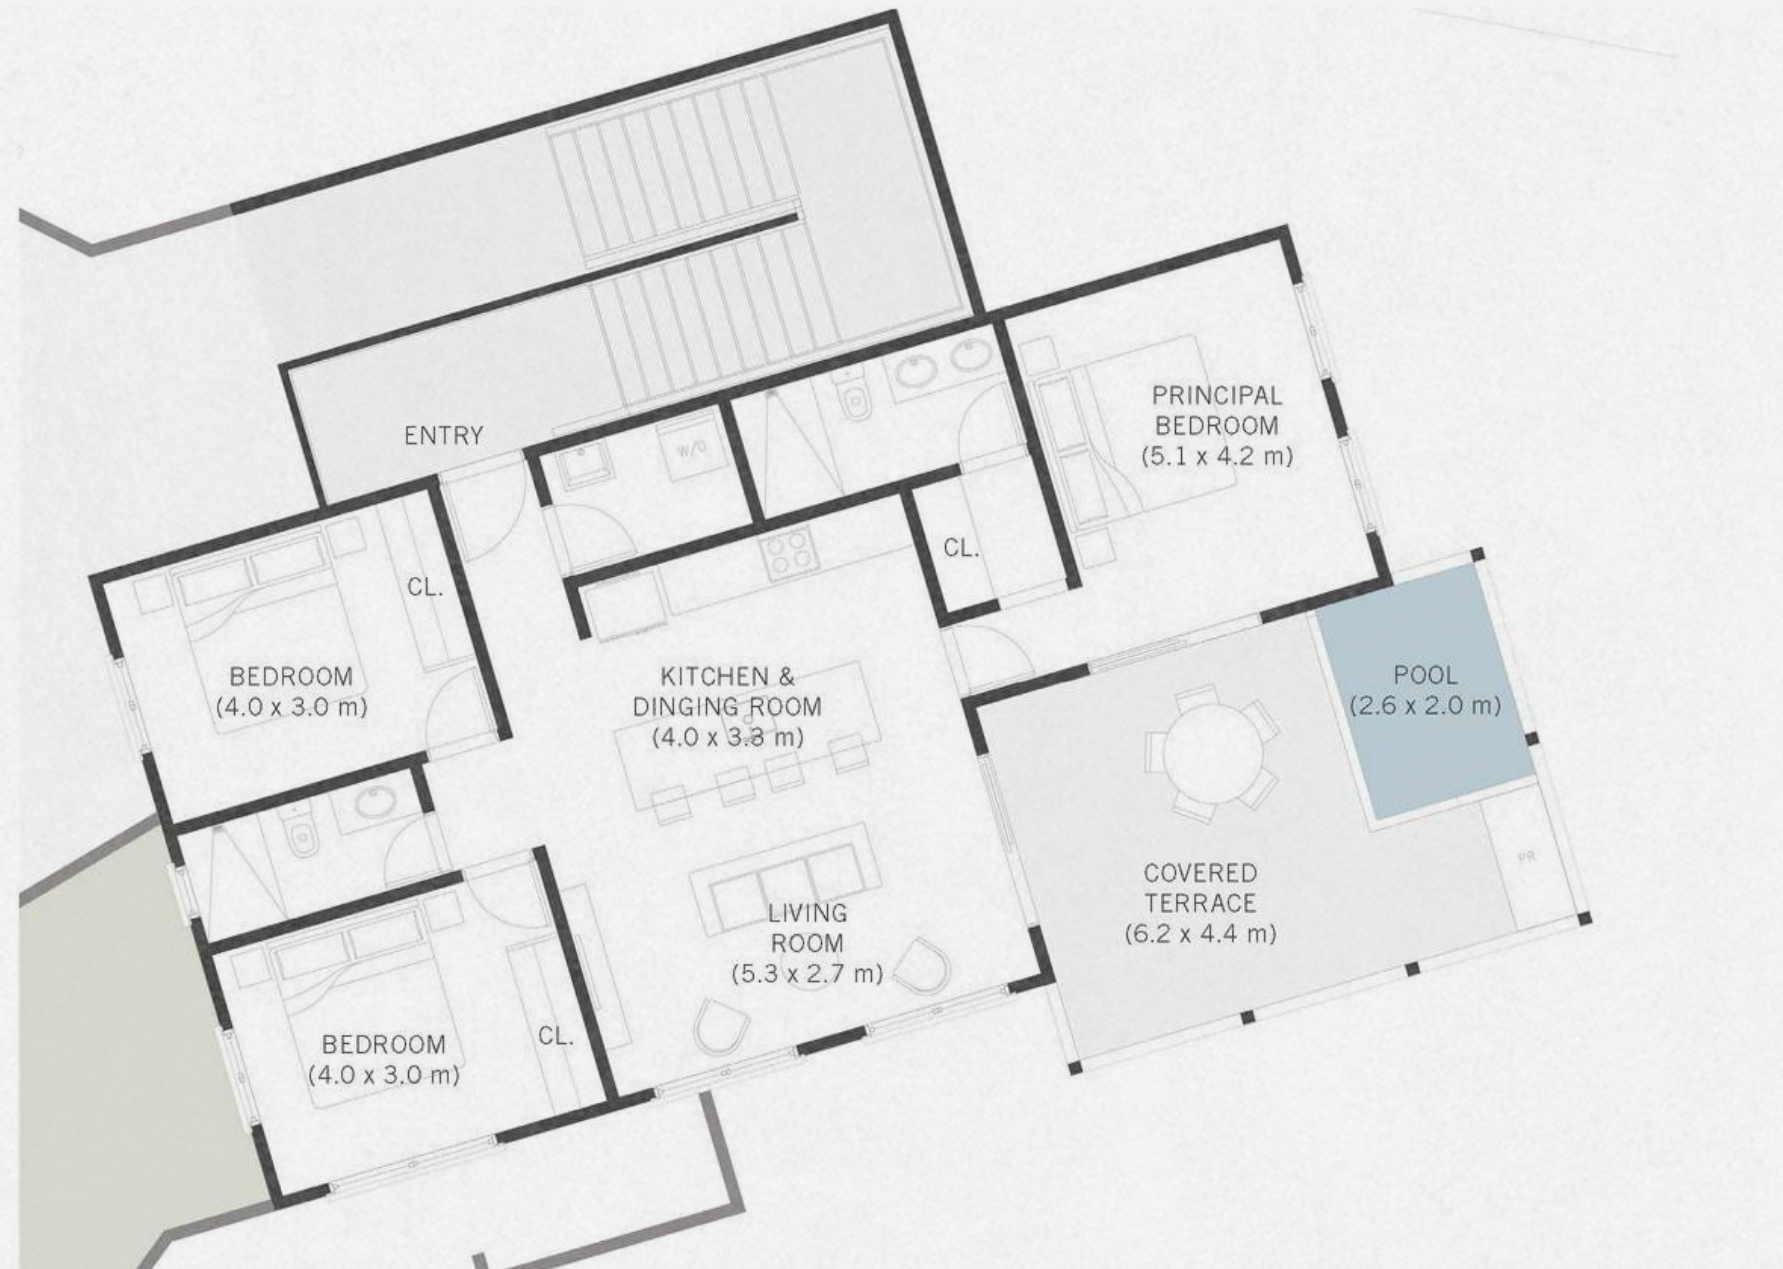 ENTRY
W/D
PRINCIPAL
BEDROOM
(5.1 x 4.2 m)
CL.
CL.
BEDROOM
(4.0 x 3.0 m)
KITCHEN &
DINGING ROOM
(4.0 x 3.3 m)
POOL
(2.6 x 2.0 m)
COVERED
TERRACE
(6.2 x 4.4 m)
PR
LIVING
ROOM
(5.3 x 2.7 m)
BEDROOM
(4.0 x 3.0 m)
CL.